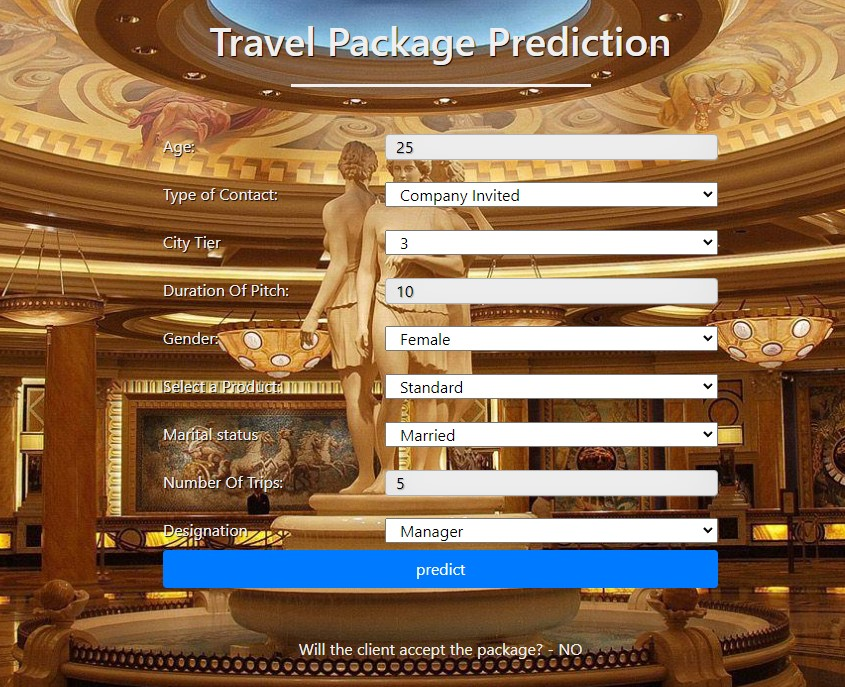 Travel Package Prediction
Age: 25
Type of Contact: Company Invited
City Tier 3
Duration Of Pitch: 10
Gender: Female
Select a Product: Standard
Marital status Married
Number Of Trips: 5
Designation Manager
predict
Will the client accept the package? - NO